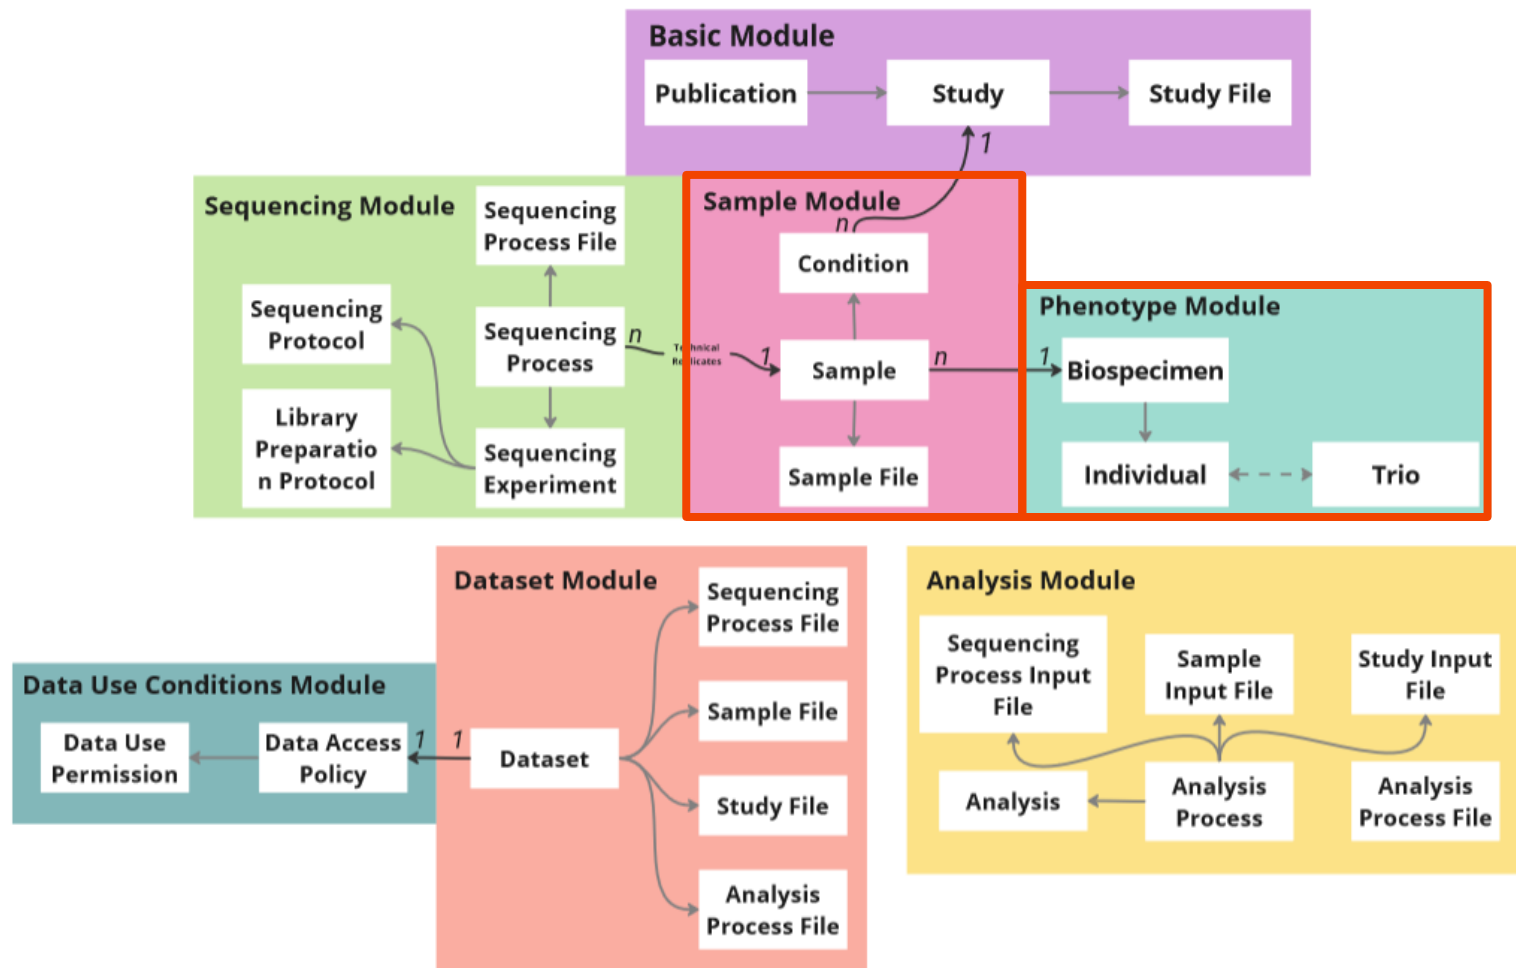 Basic Module
Publication
Study
Study File
1
Sequencing Module
Sequencing
Process File
Sequencing
Protocol
Sequencing
Process
n
Technical
Replicates
Library
Preparatio
n Protocol
Sequencing
Experiment
Sample Module
n
Condition
1
Sample
n
Sample File
Phenotype Module
1
Biospecimen
Individual
Trio
Dataset Module
Sequencing
Process File
Sample File
Dataset
Study File
Analysis
Process File
Data Use Conditions Module
Data Use
Permission
Data Access
Policy
1
1
Analysis Module
Sequencing
Process Input
File
Sample
Input File
Study Input
File
Analysis
Analysis
Process
Analysis
Process File